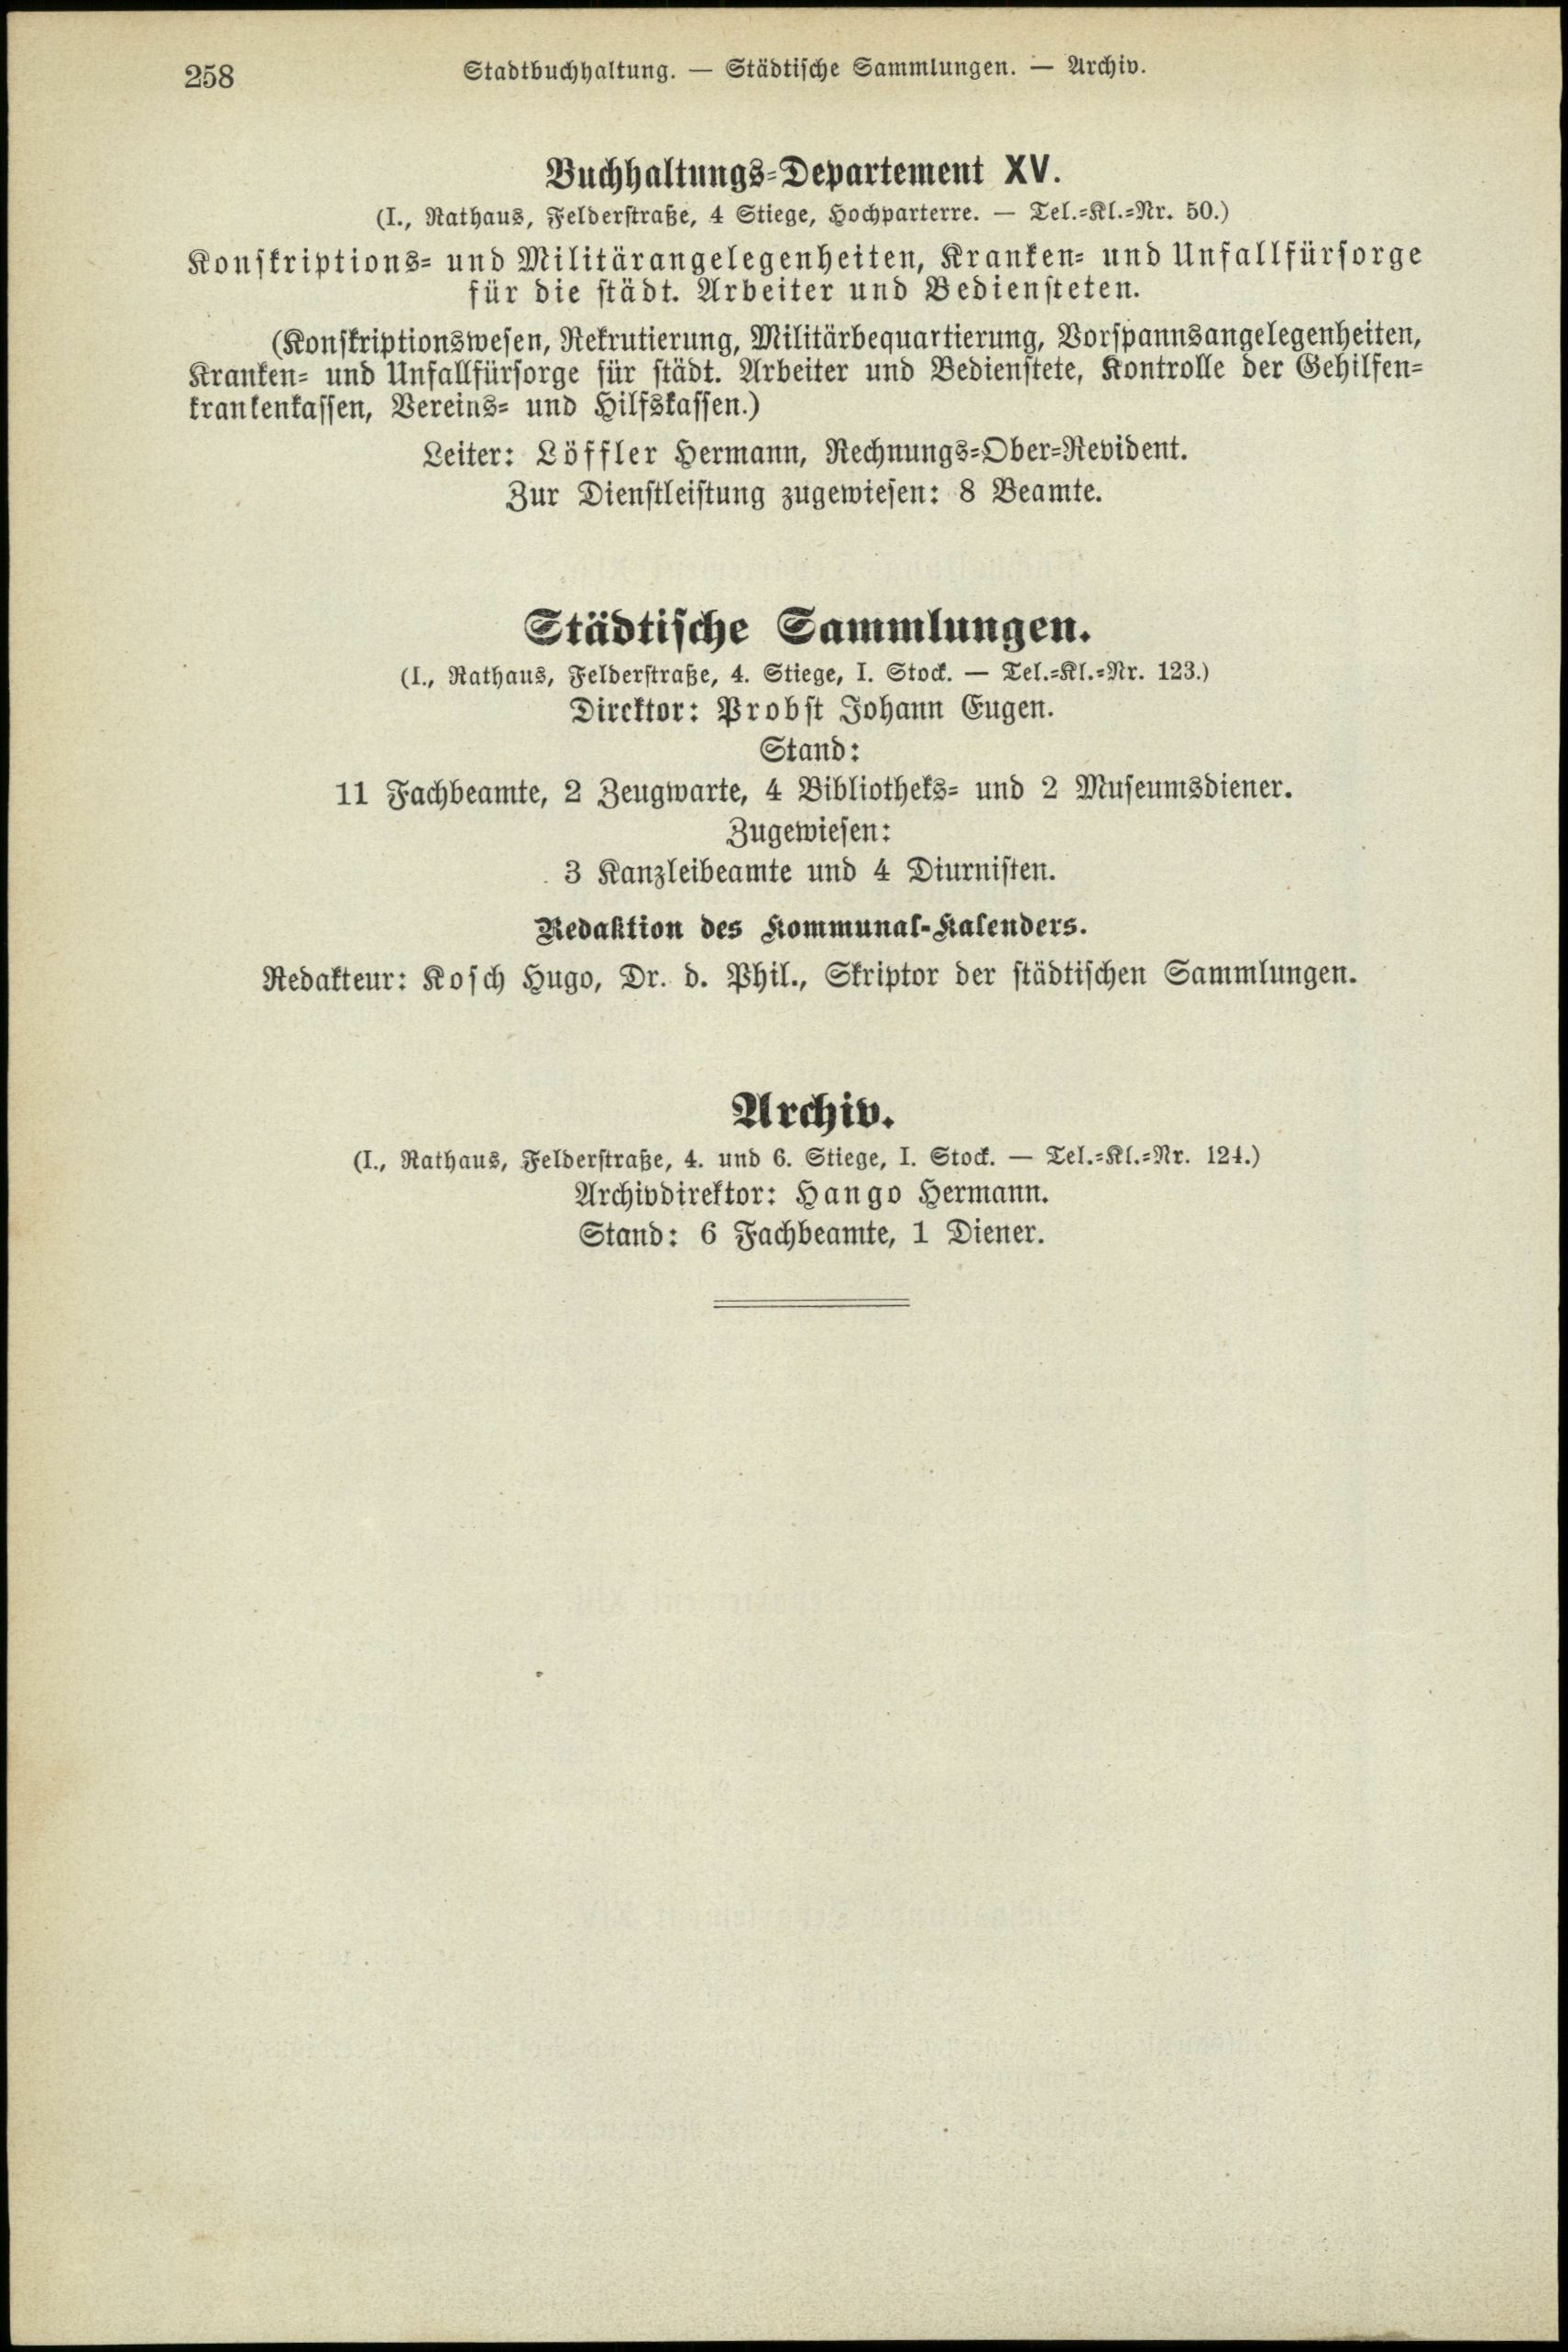 258 Stadtbuchhaltung. — Städtische Sammlungen. — Archiv.
Buchhaltungs-Departement XV.
(I., Rathaus, Felderstraße, 4 Stiege, Hochparterre. — Tel.-Kl.-Nr. 50.)
Konskriptions- und Militärangelegenheiten, Kranken- und Unfallfürsorge
für die städt. Arbeiter und Bediensteten.
(Konskriptionswesen, Rekrutierung, Militärbequartierung, Vorspannsangelegenheiten,
Kranken- und Unfallfürsorge für städt. Arbeiter und Bedienstete, Kontrolle der Gehilfen-
krankenkassen, Vereins- und Hilfskassen.)
Leiter: Löffler Hermann, Rechnungs-Ober-Revident.
Zur Dienstleistung zugewiesen: 8 Beamte.
Städtische Sammlungen.
(I., Rathaus, Felderstraße, 4. Stiege, I. Stock. — Tel.-Kl.-Nr. 123.)
Direktor: Probst Johann Eugen.
Stand:
11 Fachbeamte, 2 Zeugwarte, 4 Bibliotheks- und 2 Museumsdiener.
Zugewiesen:
3 Kanzleibeamte und 4 Diurnisten.
Redaktion des Kommunal-Kalenders.
Redakteur: Kosch Hugo, Dr. d. Phil., Skriptor der städtischen Sammlungen.
Archiv.
(I., Rathaus, Felderstraße, 4. und 6. Stiege, I. Stock. — Tel.-Kl.-Nr. 124.)
Archivdirektor: Hango Hermann.
Stand: 6 Fachbeamte, 1 Diener.